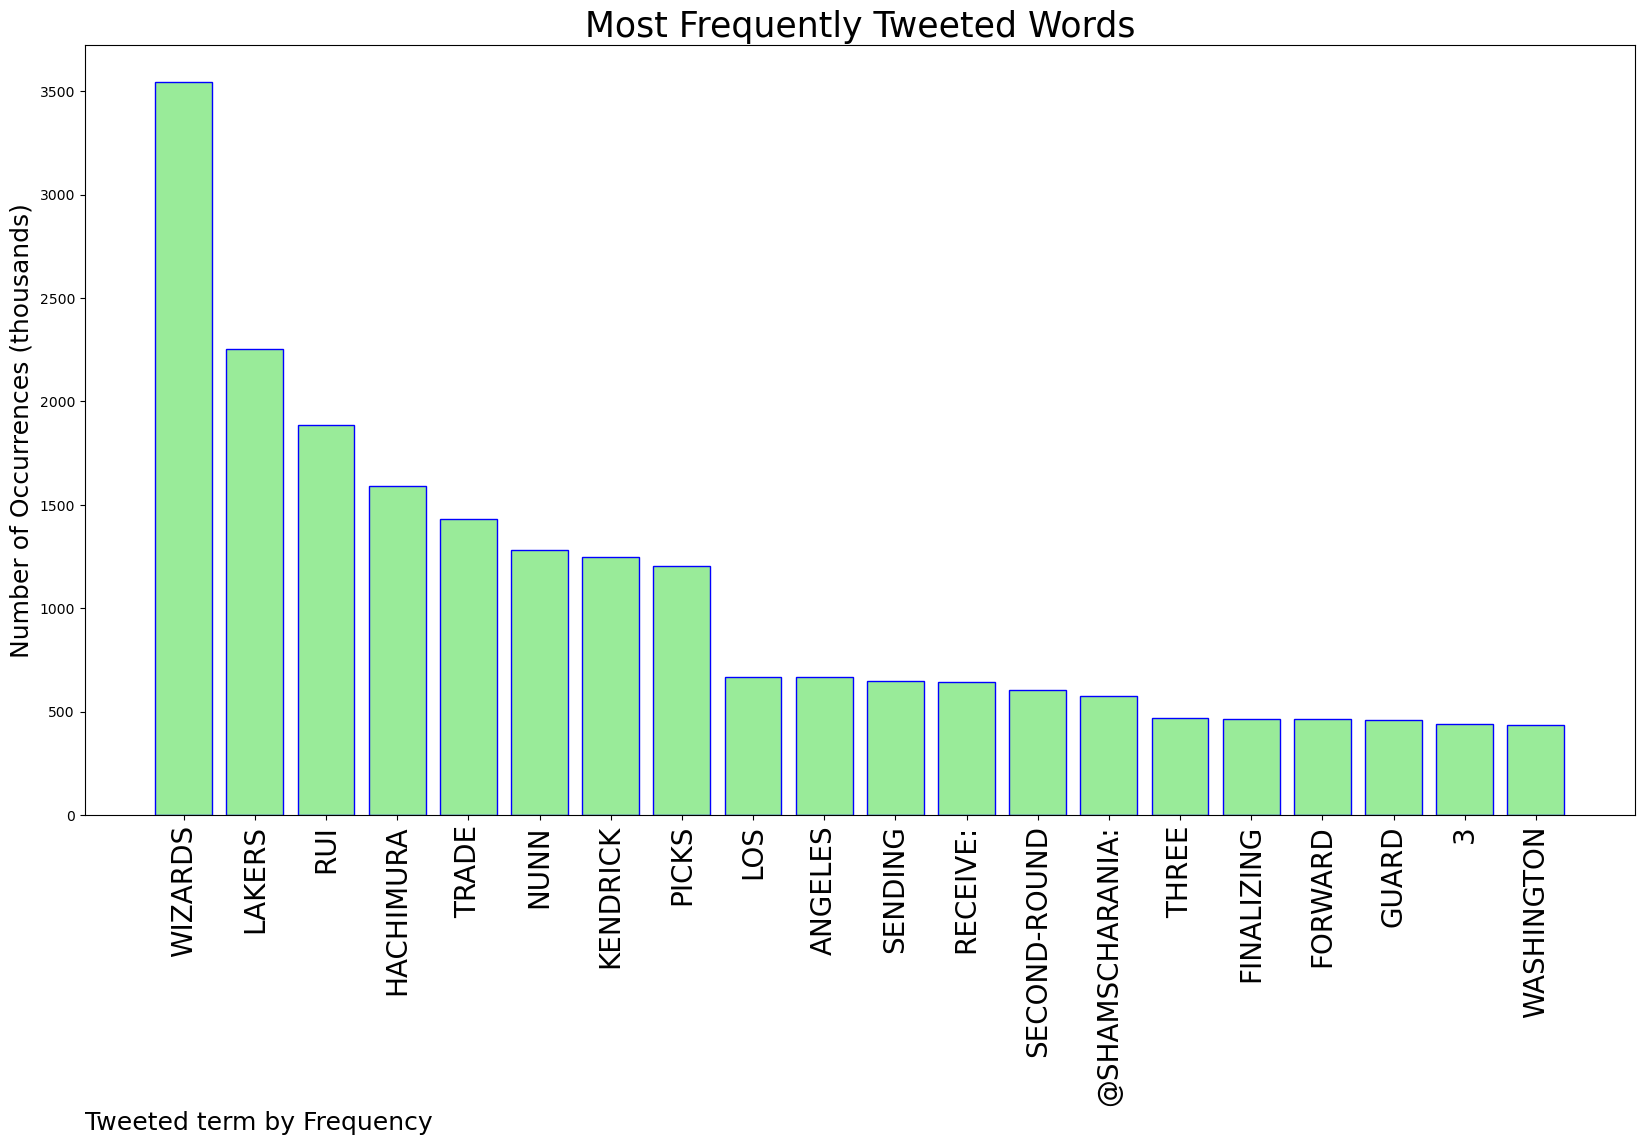 Most Frequently Tweeted Words
Number of Occurrences (thousands)
3500
3000
2500
2000
1500
1000
500
0
WIZARDS
LAKERS
RUI
HACHIMURA
TRADE
NUNN
KENDRICK
PICKS
LOS
ANGELES
SENDING
RECEIVE:
SECOND-ROUND
@SHAMSCHARANIA:
THREE
FINALIZING
FORWARD
GUARD
3
WASHINGTON
Tweeted term by Frequency